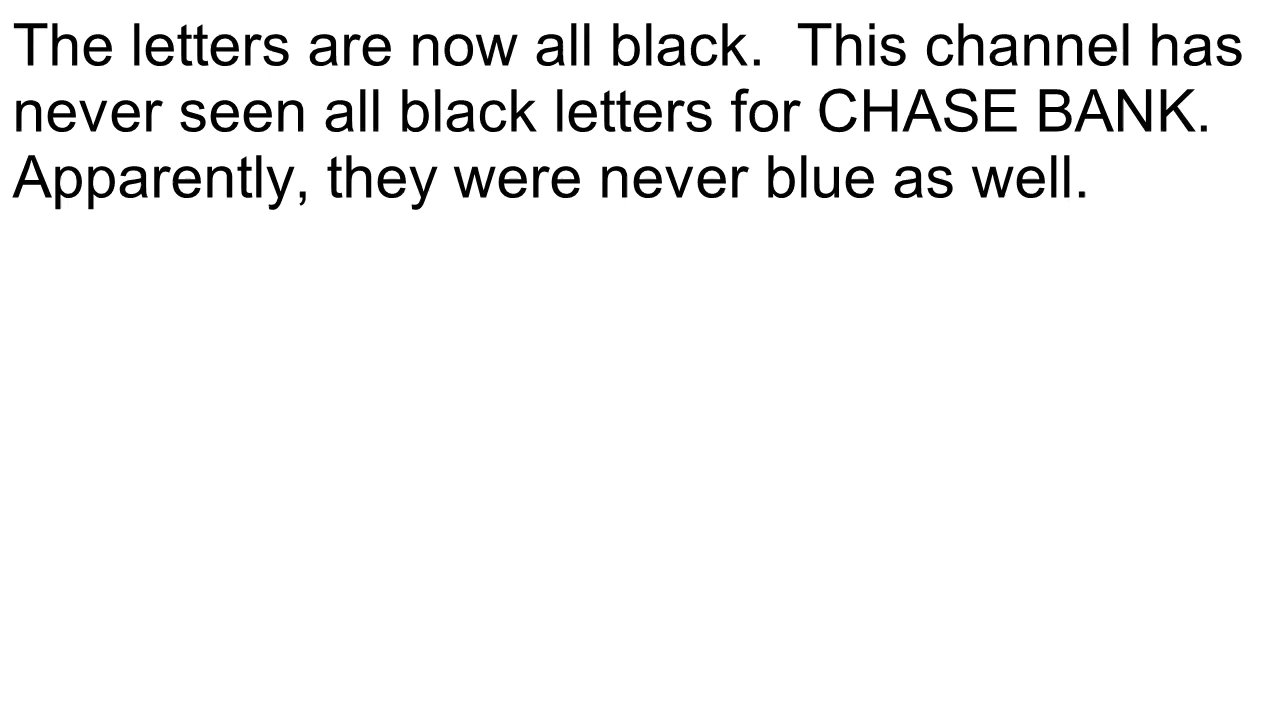 The letters are now all black.  This channel has
never seen all black letters for CHASE BANK.
Apparently, they were never blue as well.